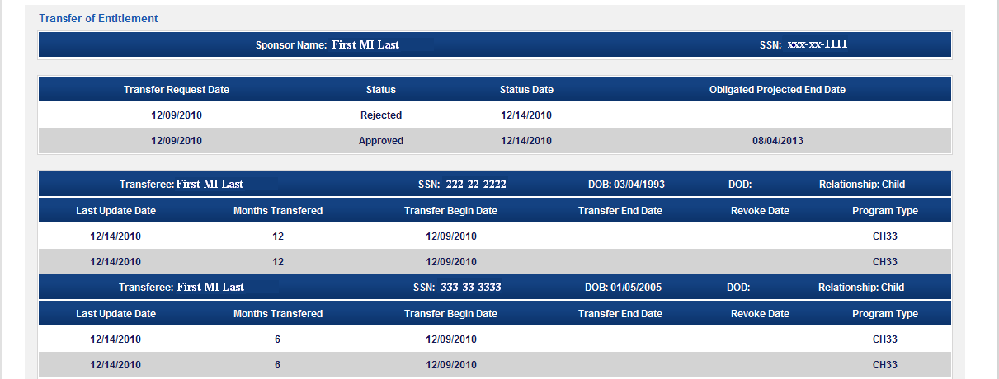 Transfer of Entitlement
Sponsor Name: First MI Last SSN: xxx-xx-1111
Transfer Request Date Status Status Date Obligated Projected End Date
12/09/2010 Rejected 12/14/2010
12/09/2010 Approved 12/14/2010 08/04/2013
Transferee: First MI Last SSN: 222-22-2222 DOB: 03/04/1993 DOD: Relationship: Child
Last Update Date Months Transfered Transfer Begin Date Transfer End Date Revoke Date Program Type
12/14/2010 12 12/09/2010 CH33
12/14/2010 12 12/09/2010 CH33
Transferee: First MI Last SSN: 333-33-3333 DOB: 01/05/2005 DOD: Relationship: Child
Last Update Date Months Transfered Transfer Begin Date Transfer End Date Revoke Date Program Type
12/14/2010 6 12/09/2010 CH33
12/14/2010 6 12/09/2010 CH33